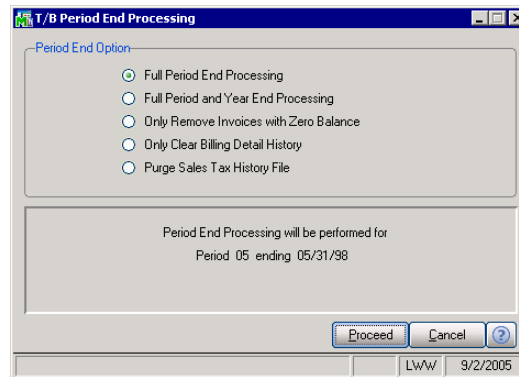 T/B Period End Processing
Period End Option
Full Period End Processing
Full Period and Year End Processing
Only Remove Invoices with Zero Balance
Only Clear Billing Detail History
Purge Sales Tax History File
Period End Processing will be performed for
Period 05 ending 05/31/98
Proceed Cancel ?
LWW 9/2/2005